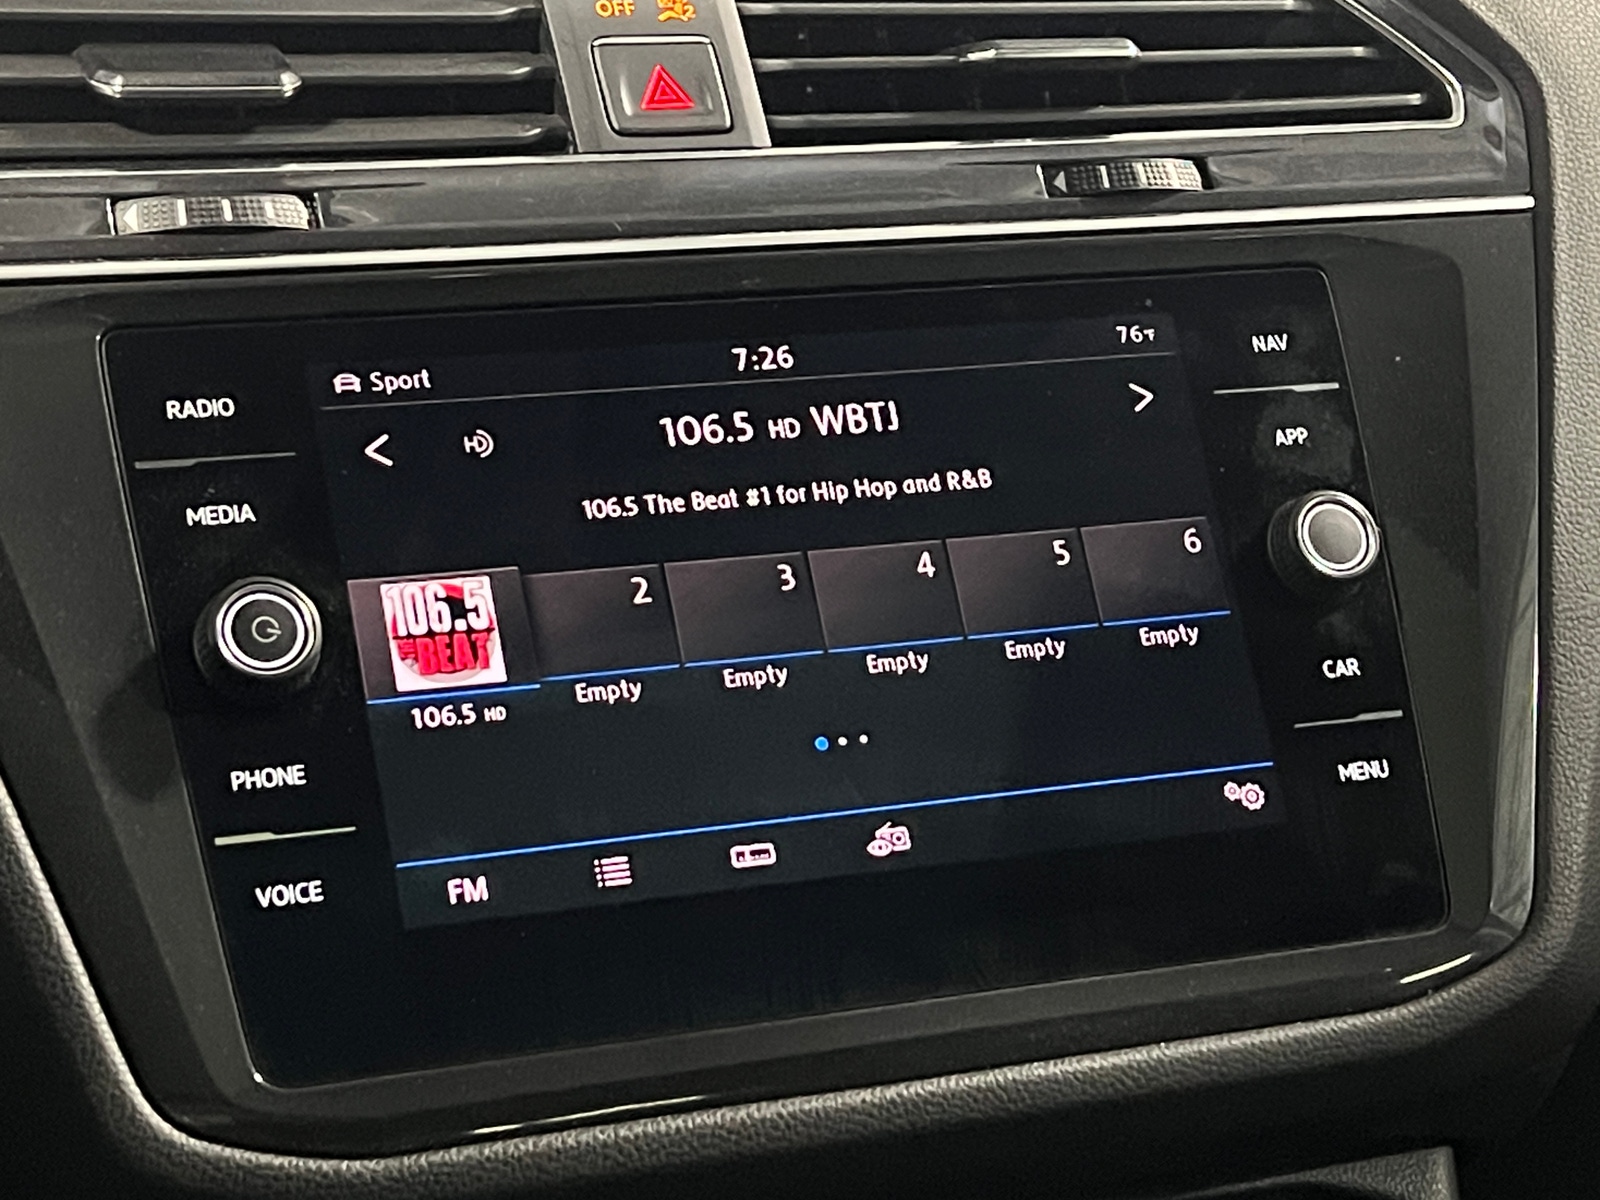 OFF
Sport
7:26
76°F
NAV
RADIO
HD
106.5 HD WBTJ
APP
MEDIA
106.5 The Beat #1 for Hip Hop and R&B
106.5
THE
BEAT
2
3
4
5
6
106.5 HD
Empty
Empty
Empty
Empty
Empty
CAR
PHONE
MENU
VOICE
FM